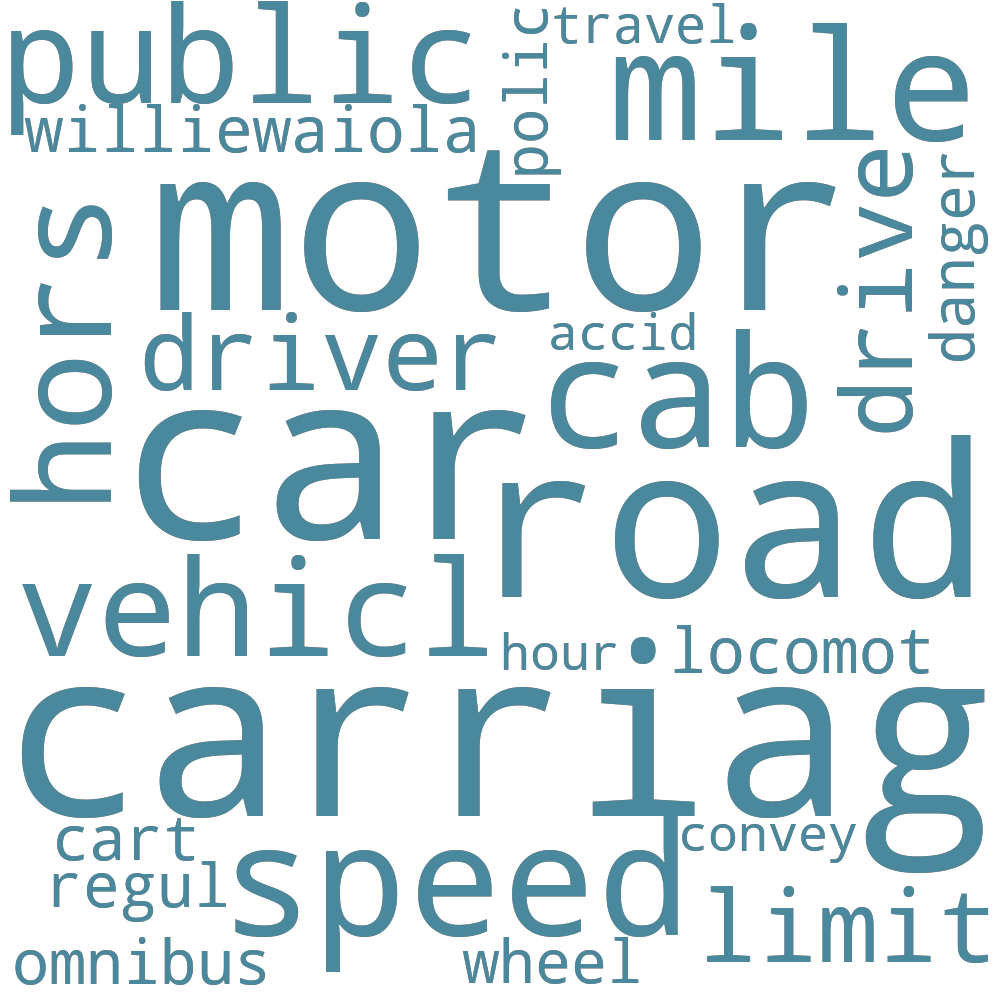 public
travel
polic
mile
williewaiola
motor
drive
danger
hors
driver
accid
cab
car
road
vehicl
hour
locomot
carriag
cart
convey
regul
speed
limit
omnibus
wheel